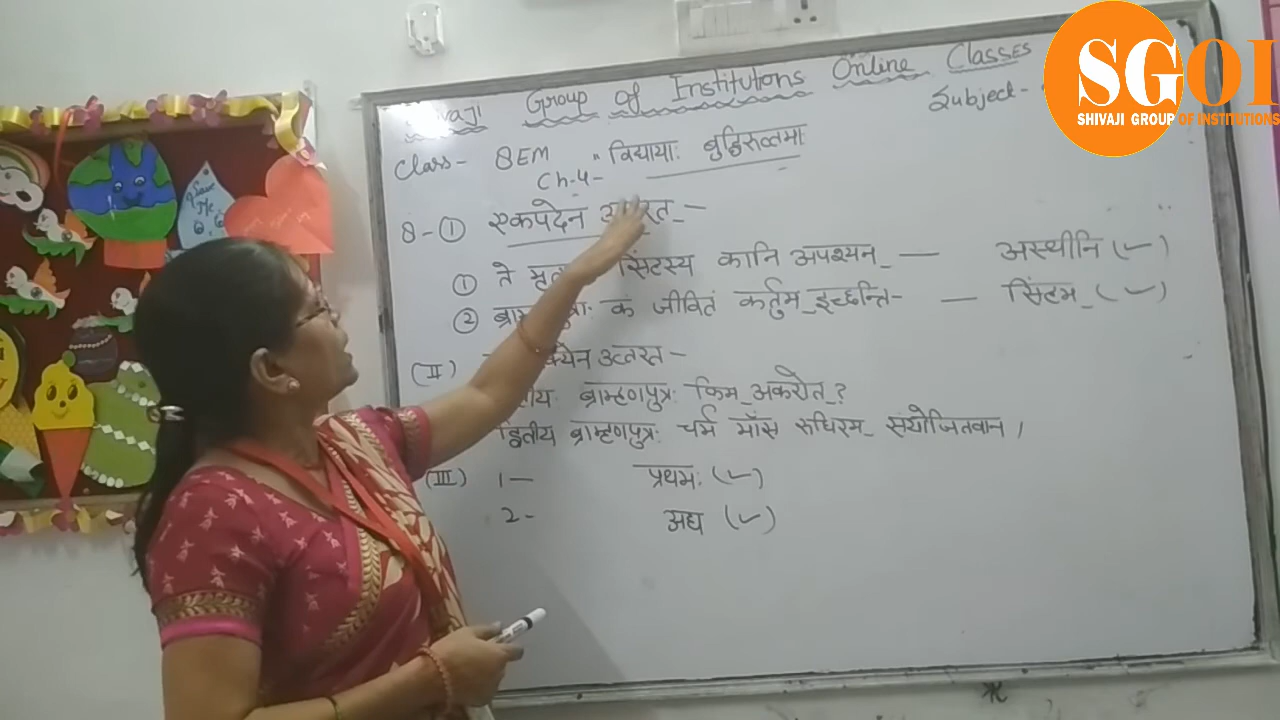 Group of Institutions Online Classes
Subject-
SGOI
SHIVAJI GROUP OF INSTITUTIONS
Class- 8EM "विद्यायाः बुद्धिरुत्तमा
Ch-4-
8-① एकपदेन
① ते सिंहस्य कानि अपश्यन् — अस्थीनि (✓)
② कं जीवितं कर्तुम् इच्छन्ति- — सिंहम् (✓)
(II) उत्तरत-
ब्राम्हणपुत्रः किम् अकरोत् ?
द्वितीय ब्राम्हणपुत्रः चर्म माँस रुधिरम् संयोजितवान ।
(III) 1— प्रथमः (✓)
2- अद्य (✓)
Save Me